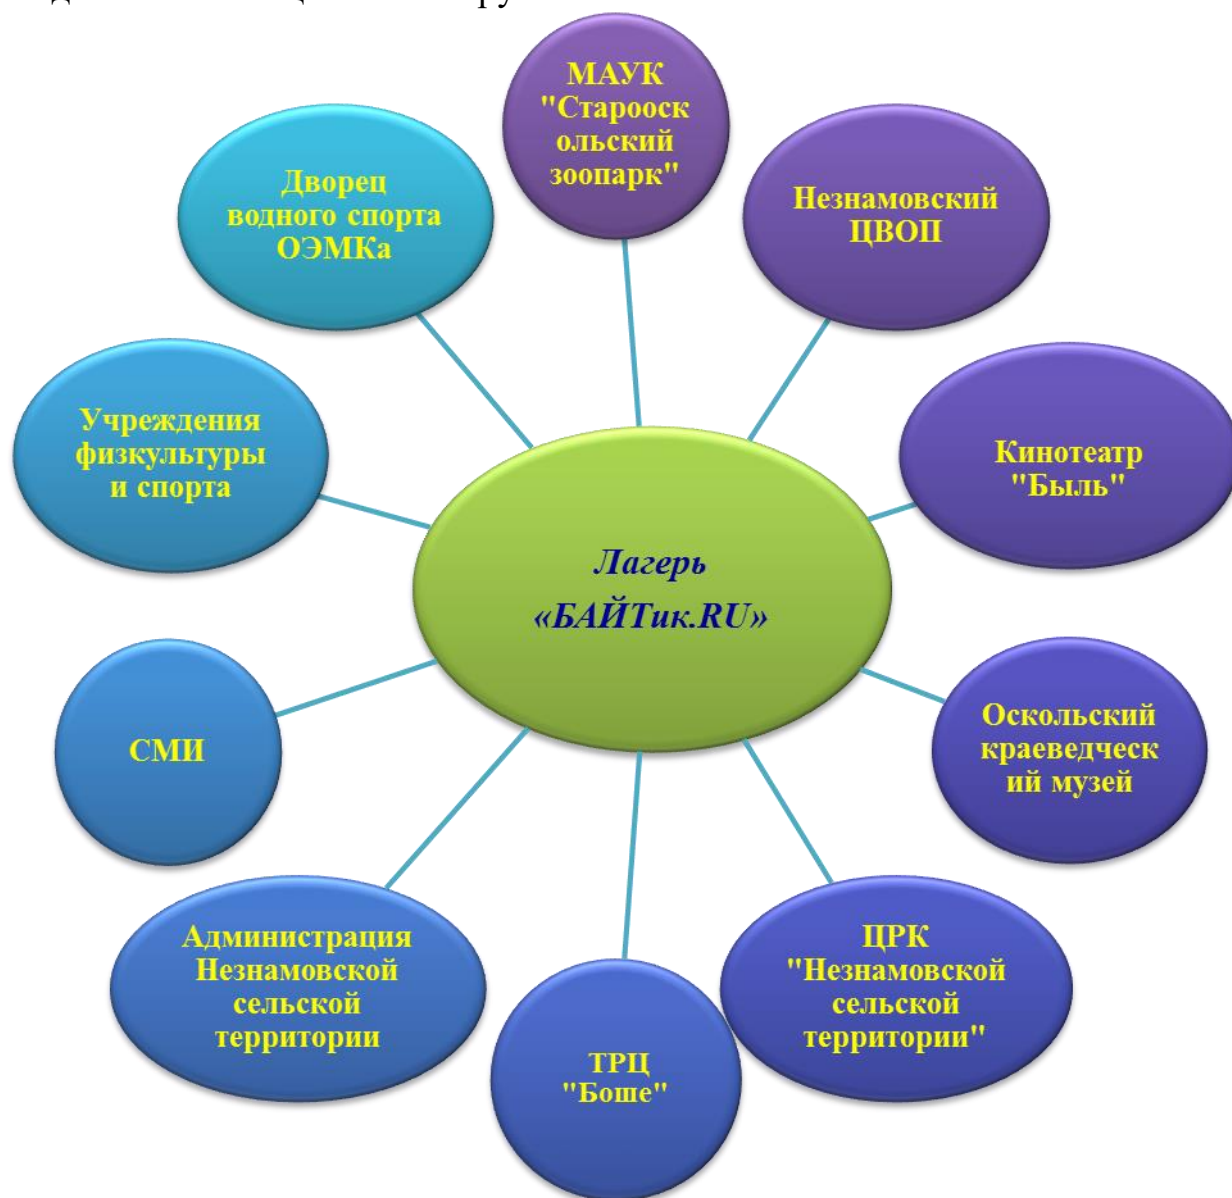 МАУК
"Старооск
ольский
зоопарк"
Незнамовский
ЦВОП
Кинотеатр
"Быль"
Оскольский
краеведческ
ий музей
ЦРК
"Незнамовской
сельской
территории"
ТРЦ
"Боше"
Администрация
Незнамовской
сельской
территории
СМИ
Учреждения
физкультуры
и спорта
Дворец
водного спорта
ОЭМКа
Лагерь
«БАЙТик.RU»